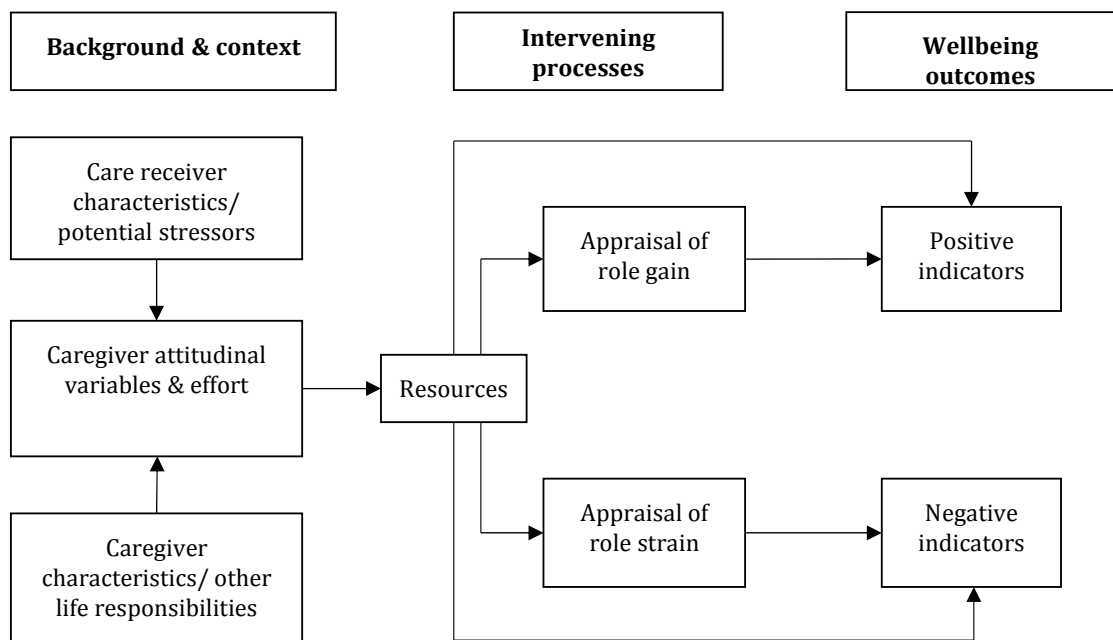 Background & context
Intervening
processes
Wellbeing
outcomes
Care receiver
characteristics/
potential stressors
Caregiver attitudinal
variables & effort
Caregiver
characteristics/ other
life responsibilities
Resources
Appraisal of
role gain
Appraisal of
role strain
Positive
indicators
Negative
indicators